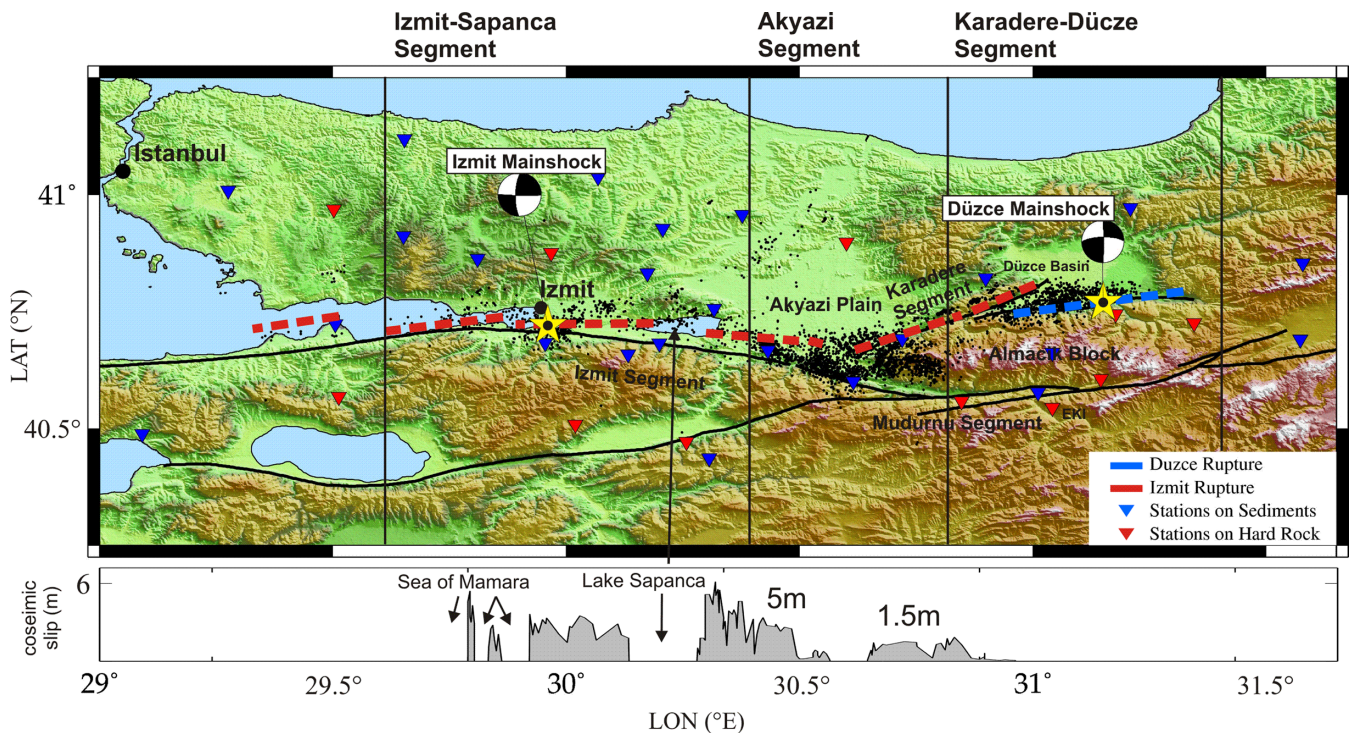 Izmit-Sapanca
Segment
Akyazi
Segment
Karadere-Dücze
Segment
Istanbul
Izmit Mainshock
Düzce Mainshock
Izmit
Düzce Basin
Karadere
Segment
Akyazi Plain
Izmit Segment
Almacik Block
Mudurnu Segment
EKI
41°
40.5°
LAT (°N)
Duzce Rupture
Izmit Rupture
Stations on Sediments
Stations on Hard Rock
6
coseimic
slip (m)
Sea of Mamara
Lake Sapanca
5m
1.5m
29°
29.5°
30°
30.5°
31°
31.5°
LON (°E)